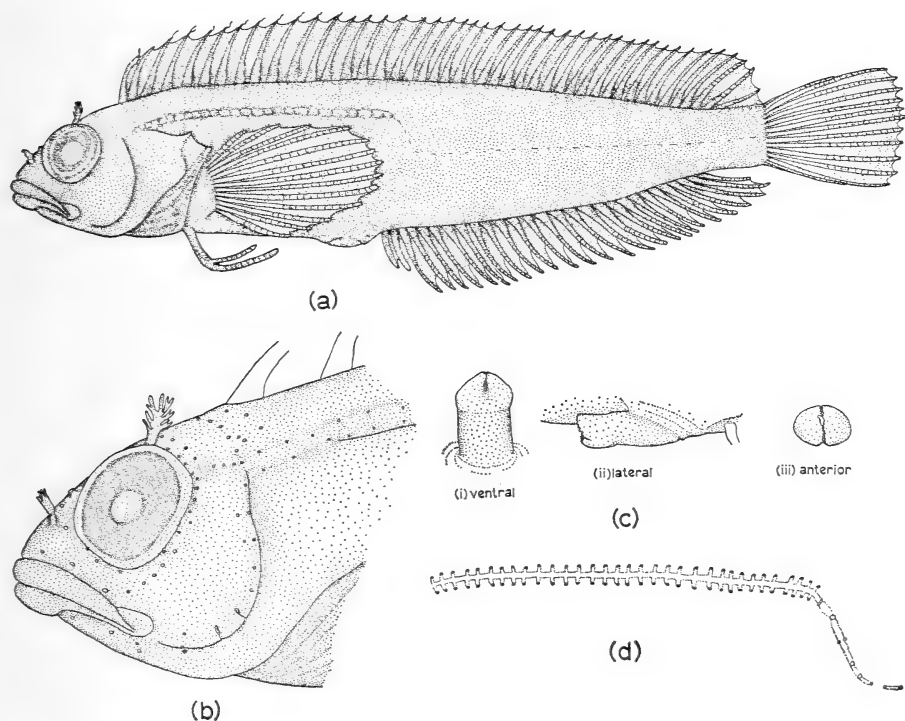 (a)
(i) ventral
(ii) lateral
(iii) anterior
(c)
(d)
(b)